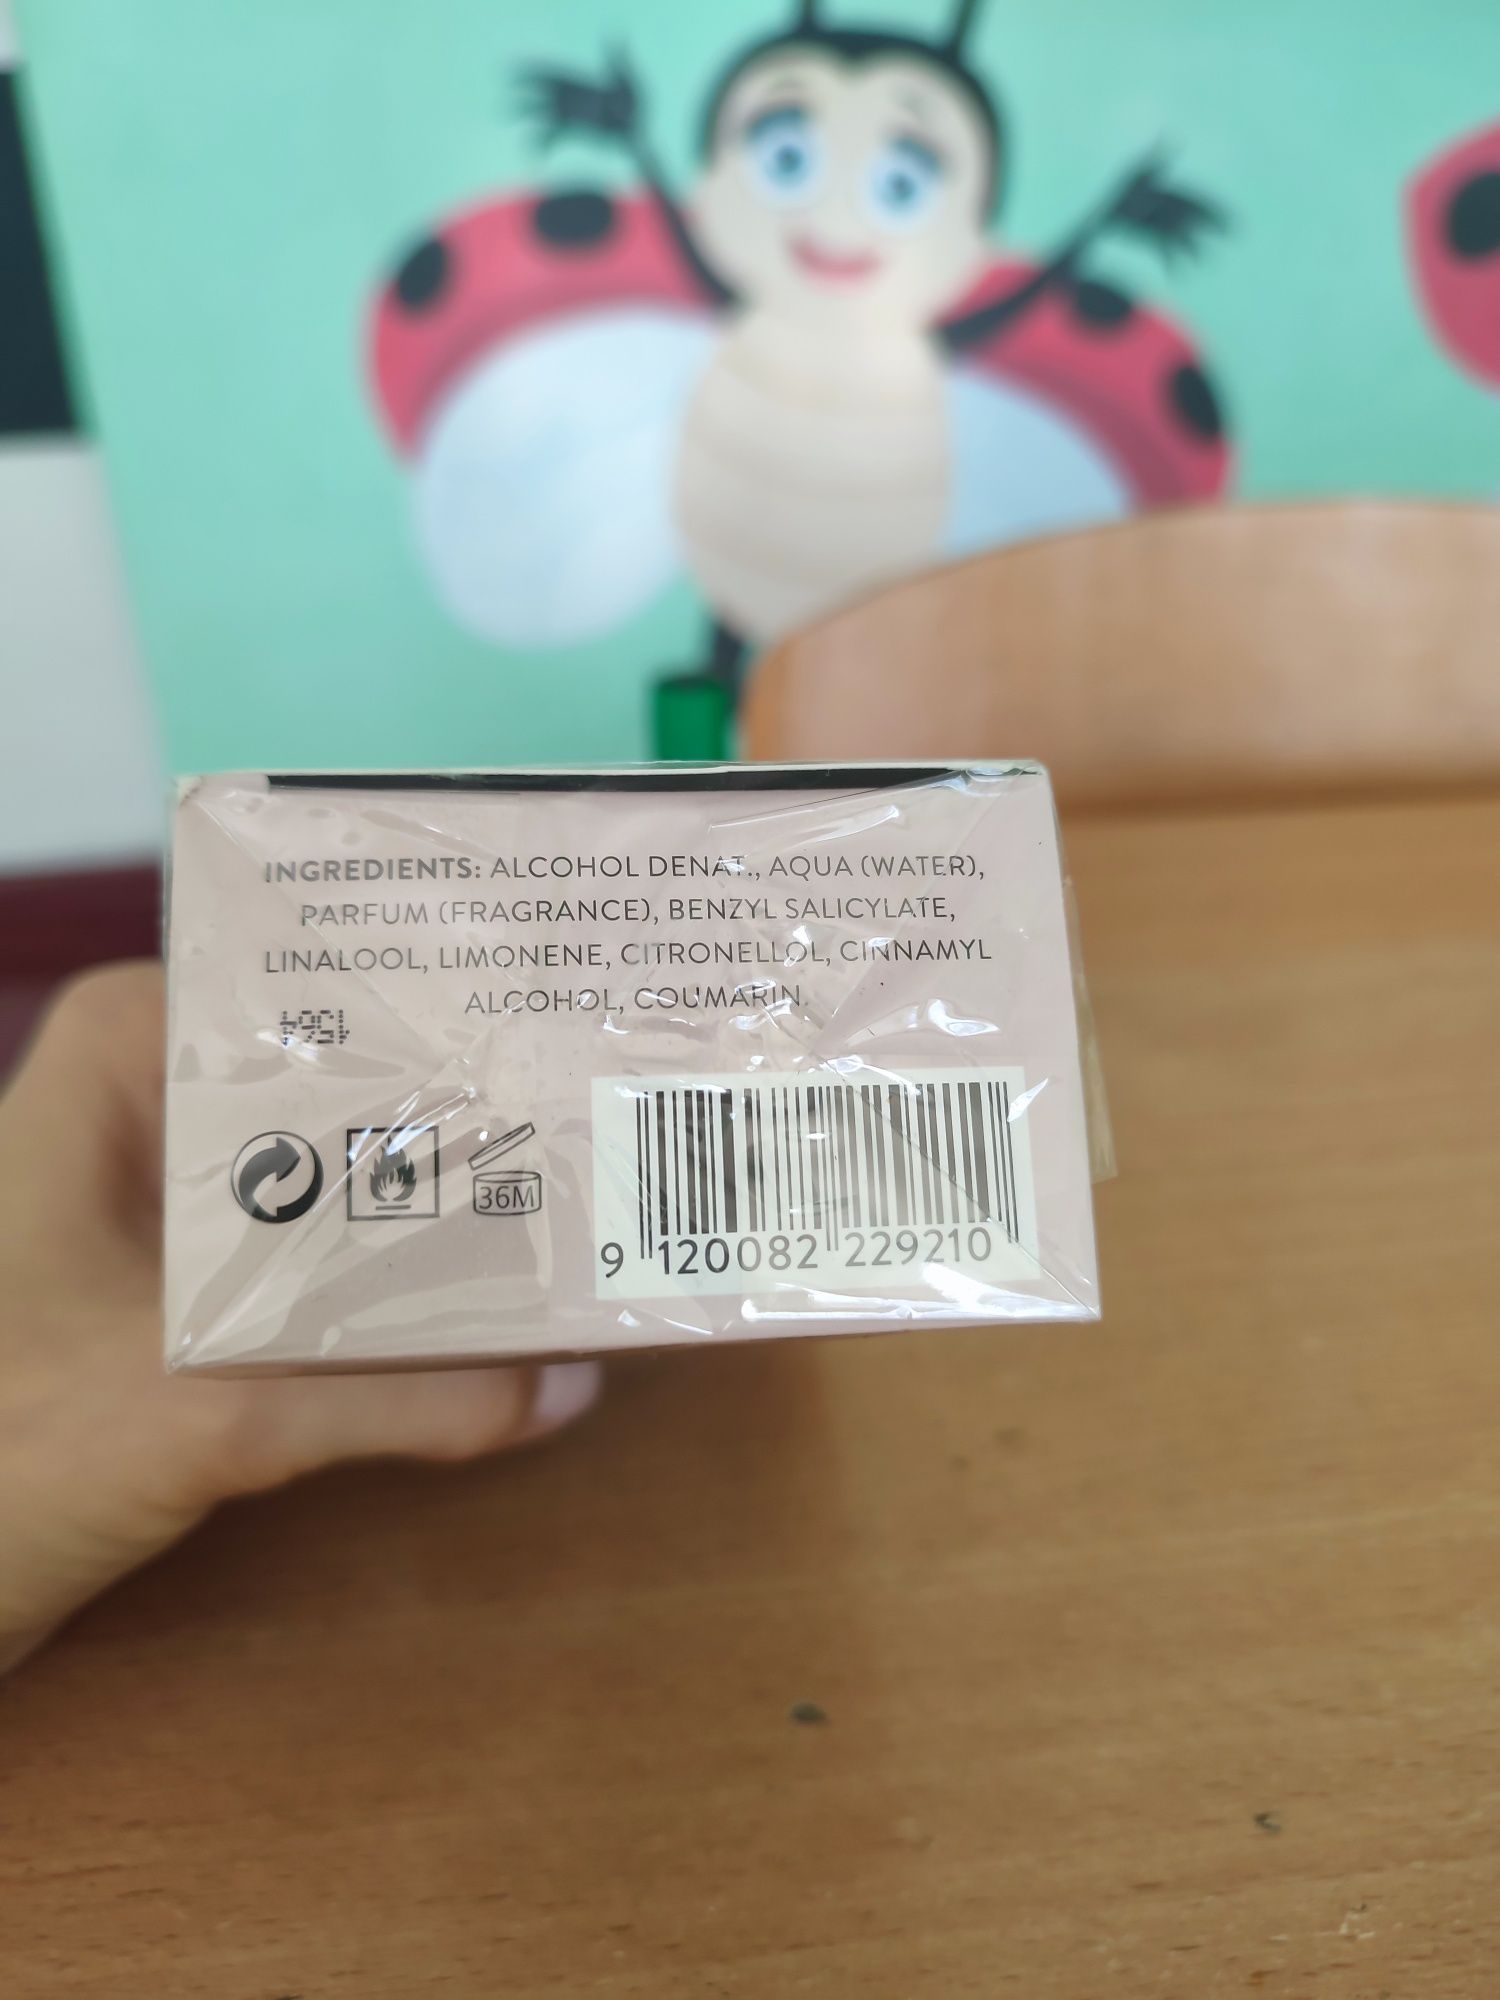 INGREDIENTS: ALCOHOL DENAT., AQUA (WATER),
PARFUM (FRAGRANCE), BENZYL SALICYLATE,
LINALOOL, LIMONENE, CITRONELLOL, CINNAMYL
ALCOHOL, COUMARIN.
1564
36M
9 120082 229210